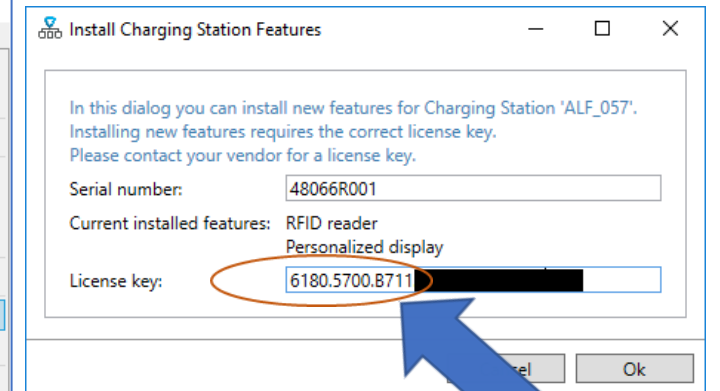 Install Charging Station Features
In this dialog you can install new features for Charging Station 'ALF_057'.
Installing new features requires the correct license key.
Please contact your vendor for a license key.
Serial number: 48066R001
Current installed features: RFID reader
Personalized display
License key: 6180.5700.B711
Ok